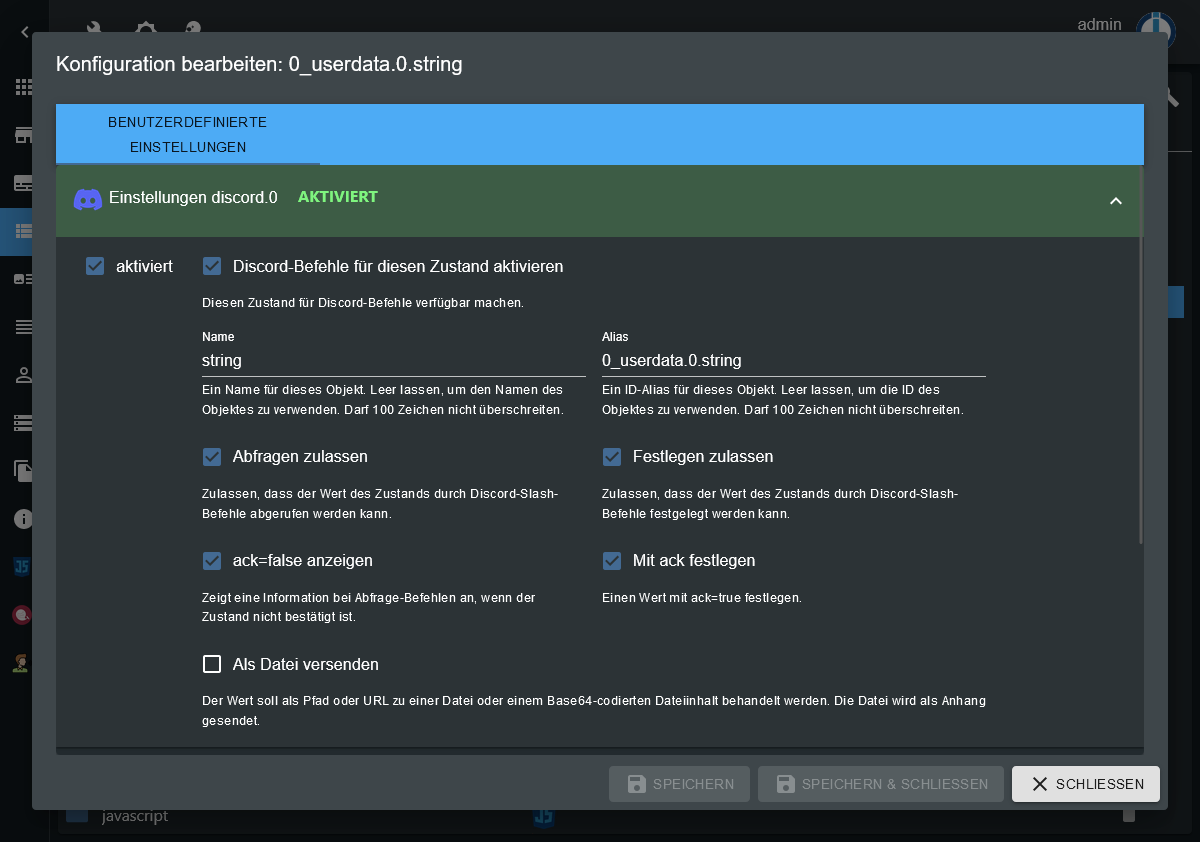 admin
Konfiguration bearbeiten: 0_userdata.0.string
BENUTZERDEFINIERTE
EINSTELLUNGEN
Einstellungen discord.0 AKTIVIERT
aktiviert
Discord-Befehle für diesen Zustand aktivieren
Diesen Zustand für Discord-Befehle verfügbar machen.
Name
string
Ein Name für dieses Objekt. Leer lassen, um den Namen des
Objektes zu verwenden. Darf 100 Zeichen nicht überschreiten.
Alias
0_userdata.0.string
Ein ID-Alias für dieses Objekt. Leer lassen, um die ID des
Objektes zu verwenden. Darf 100 Zeichen nicht überschreiten.
Abfragen zulassen
Zulassen, dass der Wert des Zustands durch Discord-Slash-
Befehle abgerufen werden kann.
Festlegen zulassen
Zulassen, dass der Wert des Zustands durch Discord-Slash-
Befehle festgelegt werden kann.
ack=false anzeigen
Zeigt eine Information bei Abfrage-Befehlen an, wenn der
Zustand nicht bestätigt ist.
Mit ack festlegen
Einen Wert mit ack=true festlegen.
Als Datei versenden
Der Wert soll als Pfad oder URL zu einer Datei oder einem Base64-codierten Dateiinhalt behandelt werden. Die Datei wird als Anhang
gesendet.
SPEICHERN
SPEICHERN & SCHLIESSEN
SCHLIESSEN
JS
javascript
JS